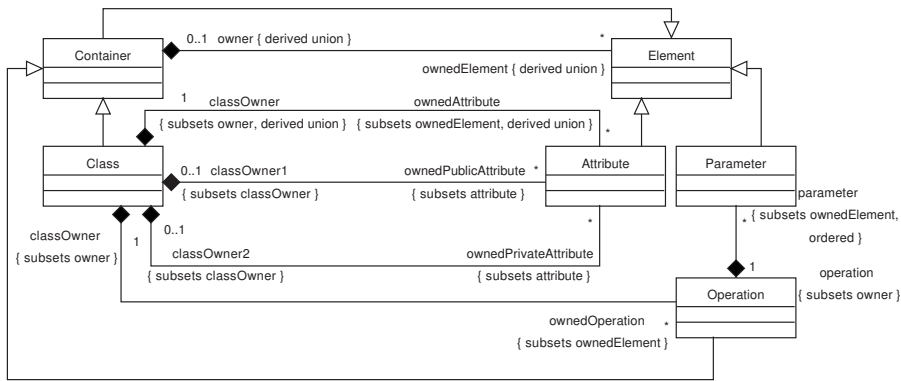 0..1 owner { derived union } *
Container
Element
ownedElement { derived union }
1 classOwner ownedAttribute
{ subsets owner, derived union } { subsets ownedElement, derived union } *
Class
Attribute
Parameter
0..1 classOwner1 ownedPublicAttribute *
{ subsets classOwner } { subsets attribute }
parameter
* { subsets ownedElement,
ordered }
classOwner 1 0..1 *
{ subsets owner } classOwner2 ownedPrivateAttribute
{ subsets classOwner } { subsets attribute }
1 operation
{ subsets owner }
Operation
ownedOperation *
{ subsets ownedElement }